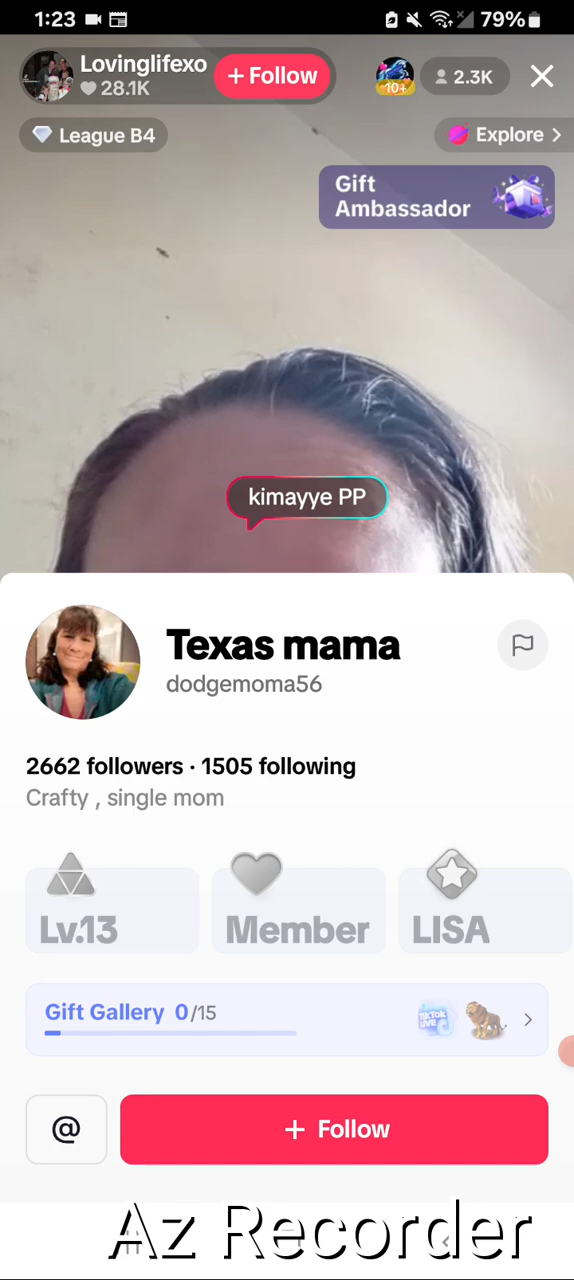 1:23 79%
Lovinglifexo + Follow 10+ 2.3K
28.1K
League B4 Explore
Gift
Ambassador
kimayye PP
Texas mama
dodgemoma56
2662 followers · 1505 following
Crafty , single mom
Lv.13 Member LISA
Gift Gallery 0/15 TikTok LIVE
@ + Follow
Az Recorder